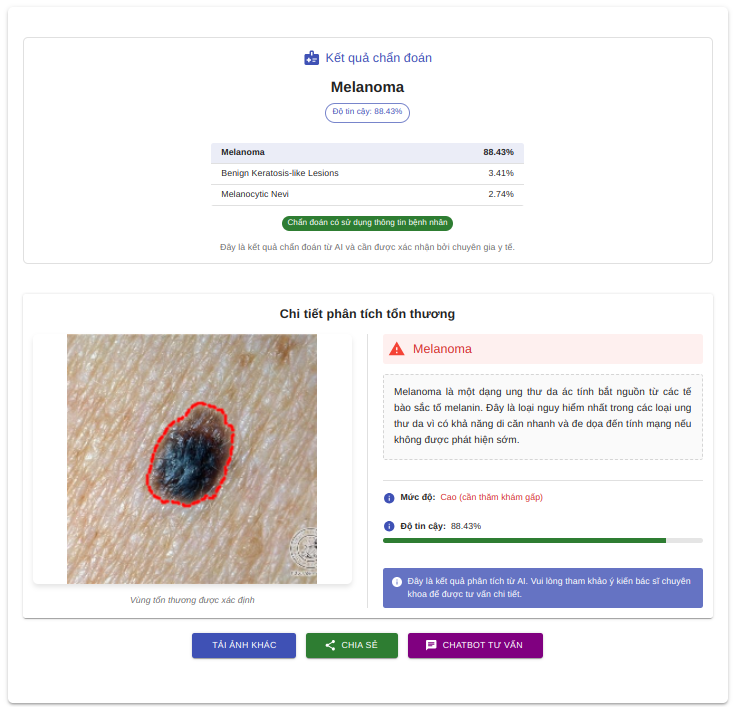 Kết quả chẩn đoán
Melanoma
Độ tin cậy: 88.43%
Melanoma 88.43%
Benign Keratosis-like Lesions 3.41%
Melanocytic Nevi 2.74%
Chẩn đoán có sử dụng thông tin bệnh nhân
Đây là kết quả chẩn đoán từ AI và cần được xác nhận bởi chuyên gia y tế.
Chi tiết phân tích tổn thương
Vùng tổn thương được xác định
Melanoma
Melanoma là một dạng ung thư da ác tính bắt nguồn từ các tế
bào sắc tố melanin. Đây là loại nguy hiểm nhất trong các loại ung
thư da vì có khả năng di căn nhanh và đe dọa đến tính mạng nếu
không được phát hiện sớm.
Mức độ: Cao (cần thăm khám gấp)
Độ tin cậy: 88.43%
Đây là kết quả phân tích từ AI. Vui lòng tham khảo ý kiến bác sĩ chuyên
khoa để được tư vấn chi tiết.
TẢI ẢNH KHÁC
CHIA SẺ
CHATBOT TƯ VẤN